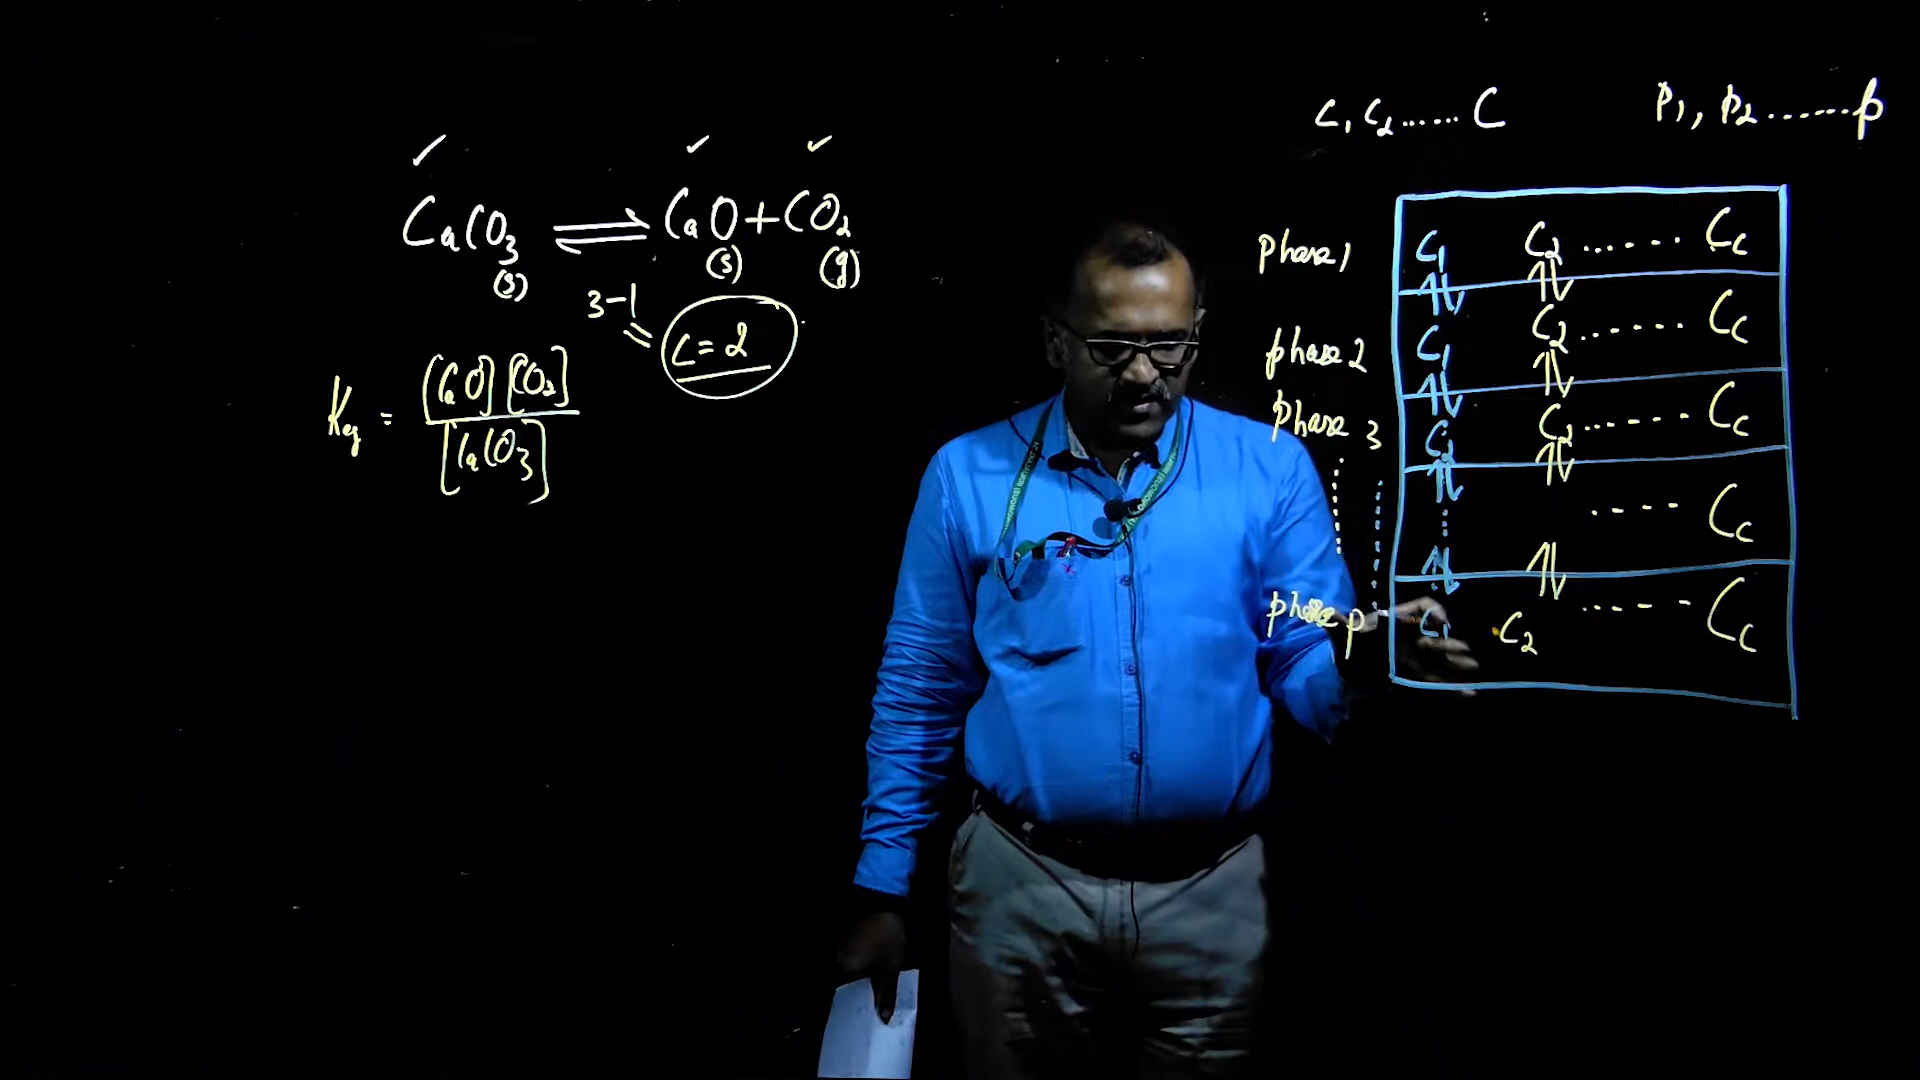 ✓ ✓ ✓
CaCO3 ⇌ CaO + CO2
(s) (s) (g)
3-1
C = 2
Keq = [CaO] [CO2]
[CaCO3]
C1 C2 ...... C P1, P2 ....... p
phase 1 C1 C2 ...... Cc
⇅ ⇅
phase 2 C1 C2 ...... Cc
⇅ ⇅
phase 3 C2 C2 ...... Cc
⇅ ⇅
.... Cc
⇅ ⇅
phase p C1 C2 ..... Cc